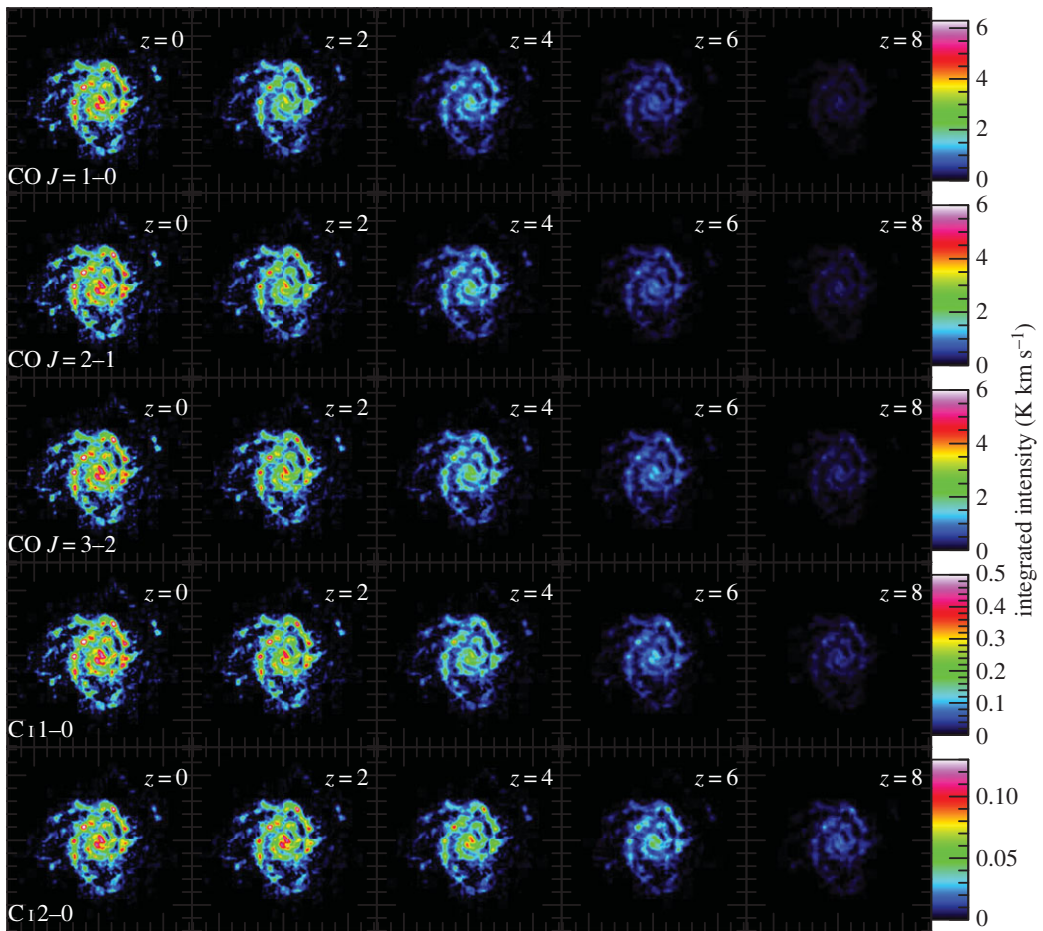 z = 0 z = 2 z = 4 z = 6 z = 8
6
4
2
0
CO J = 1–0
z = 0 z = 2 z = 4 z = 6 z = 8
6
4
2
0
CO J = 2–1
z = 0 z = 2 z = 4 z = 6 z = 8
6
4
2
0
CO J = 3–2
z = 0 z = 2 z = 4 z = 6 z = 8
0.5
0.4
0.3
0.2
0.1
0
C I 1–0
z = 0 z = 2 z = 4 z = 6 z = 8
0.10
0.05
0
C I 2–0
integrated intensity (K km s⁻¹)